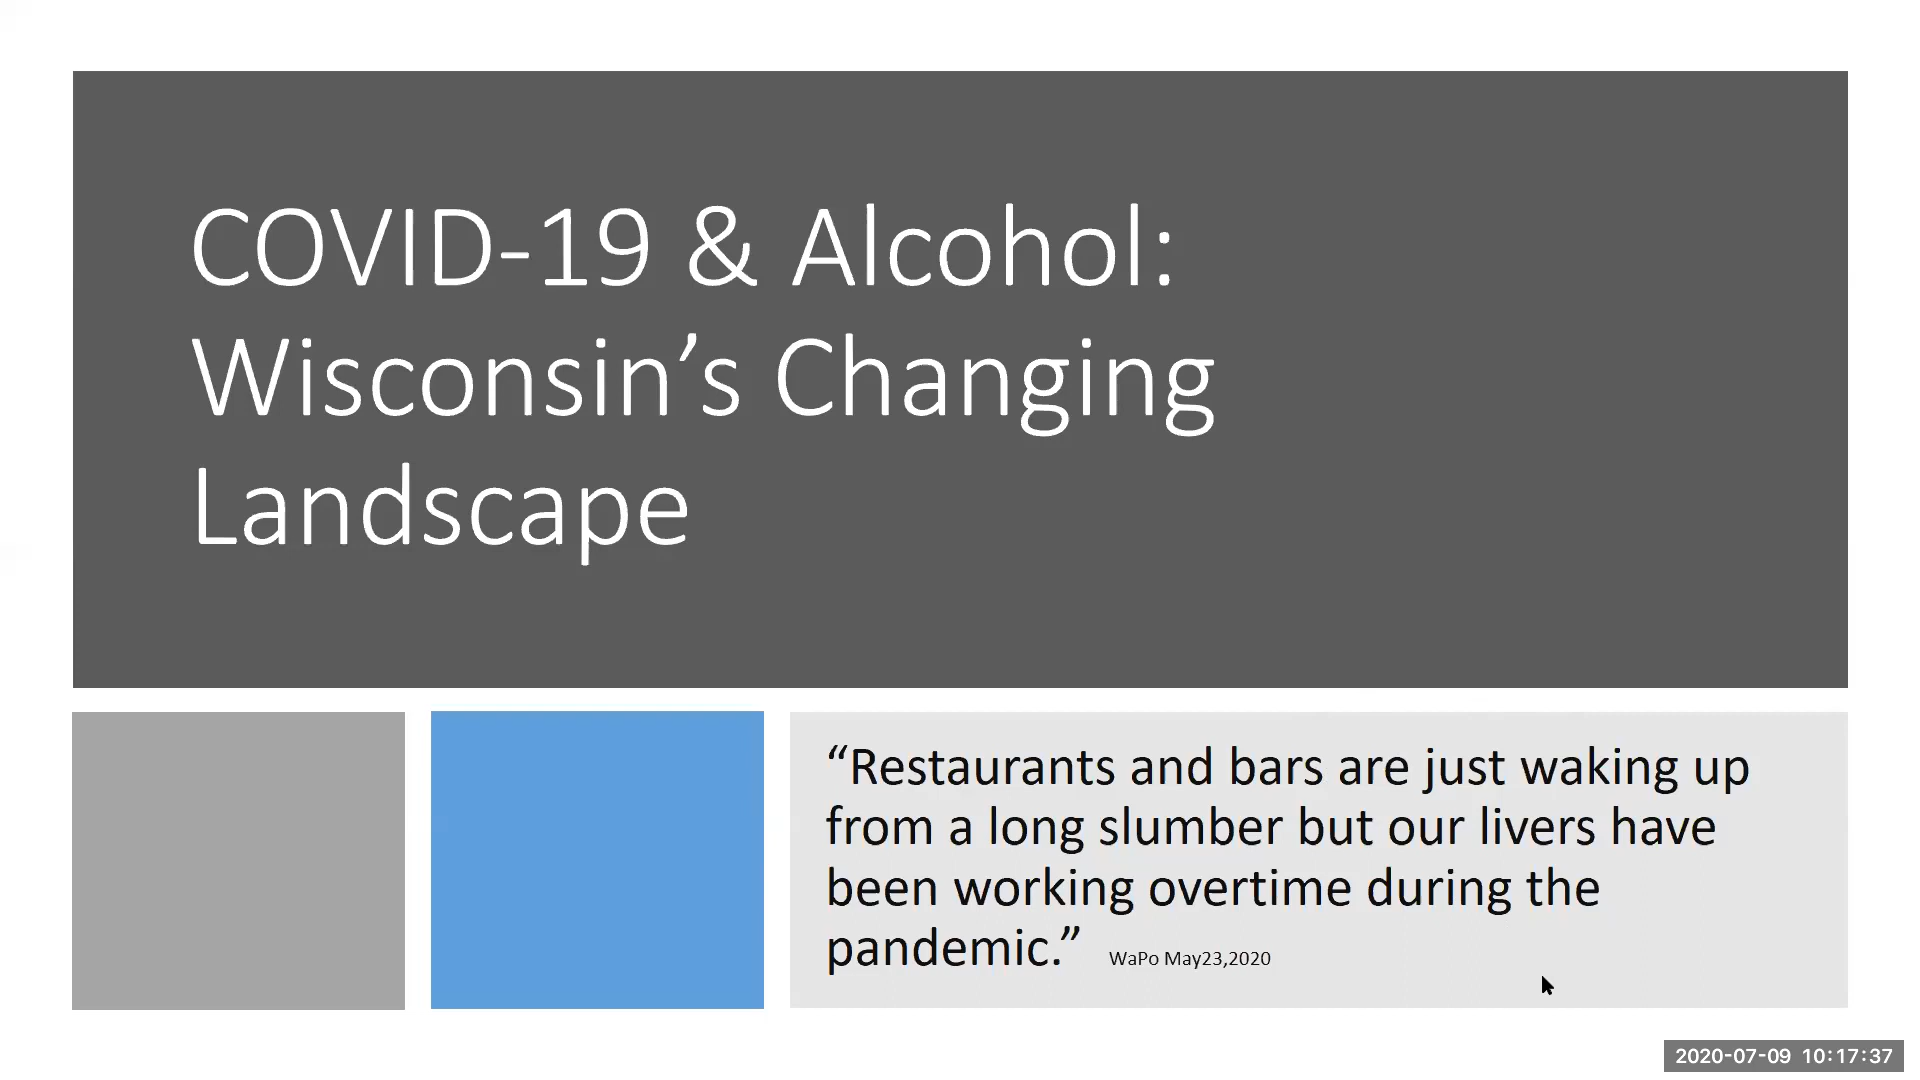 COVID-19 & Alcohol:
Wisconsin’s Changing
Landscape
“Restaurants and bars are just waking up
from a long slumber but our livers have
been working overtime during the
pandemic.” WaPo May23,2020
2020-07-09 10:17:37